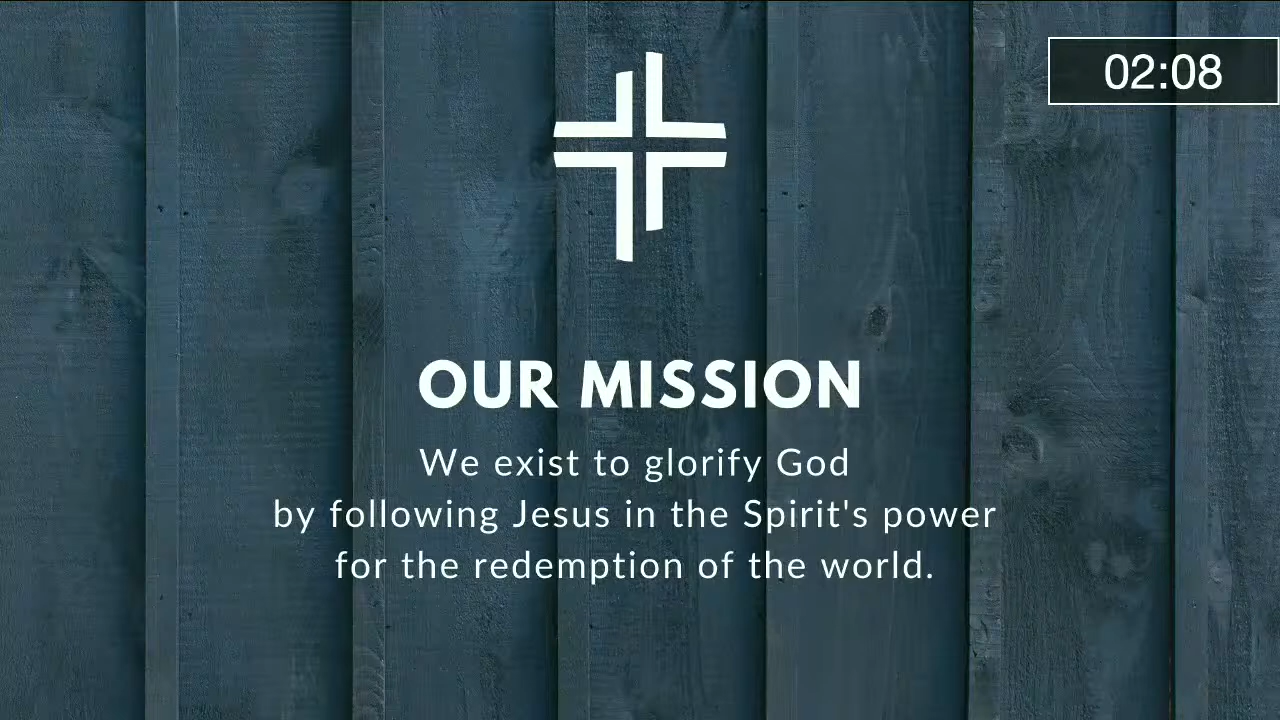 02:08
OUR MISSION
We exist to glorify God
by following Jesus in the Spirit's power
for the redemption of the world.